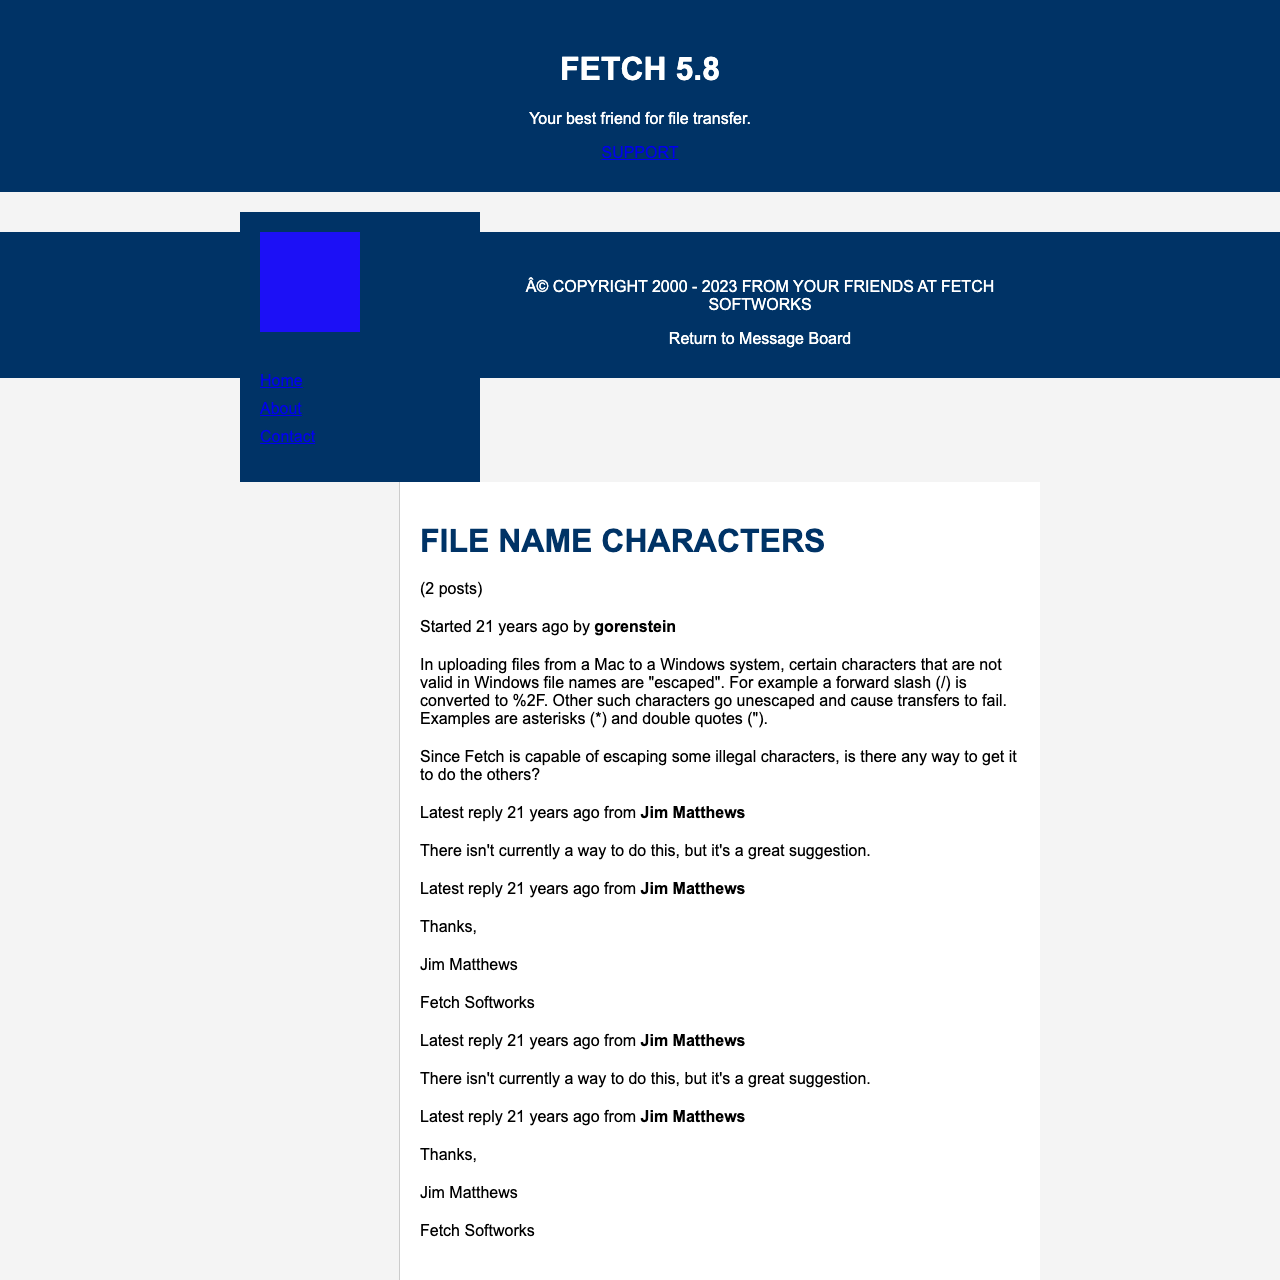 FETCH 5.8
Your best friend for file transfer.
SUPPORT
Â© COPYRIGHT 2000 - 2023 FROM YOUR FRIENDS AT FETCH
SOFTWORKS
Return to Message Board
Home
About
Contact
FILE NAME CHARACTERS
(2 posts)
Started 21 years ago by gorenstein
In uploading files from a Mac to a Windows system, certain characters that are not
valid in Windows file names are "escaped". For example a forward slash (/) is
converted to %2F. Other such characters go unescaped and cause transfers to fail.
Examples are asterisks (*) and double quotes (").
Since Fetch is capable of escaping some illegal characters, is there any way to get it
to do the others?
Latest reply 21 years ago from Jim Matthews
There isn't currently a way to do this, but it's a great suggestion.
Latest reply 21 years ago from Jim Matthews
Thanks,
Jim Matthews
Fetch Softworks
Latest reply 21 years ago from Jim Matthews
There isn't currently a way to do this, but it's a great suggestion.
Latest reply 21 years ago from Jim Matthews
Thanks,
Jim Matthews
Fetch Softworks